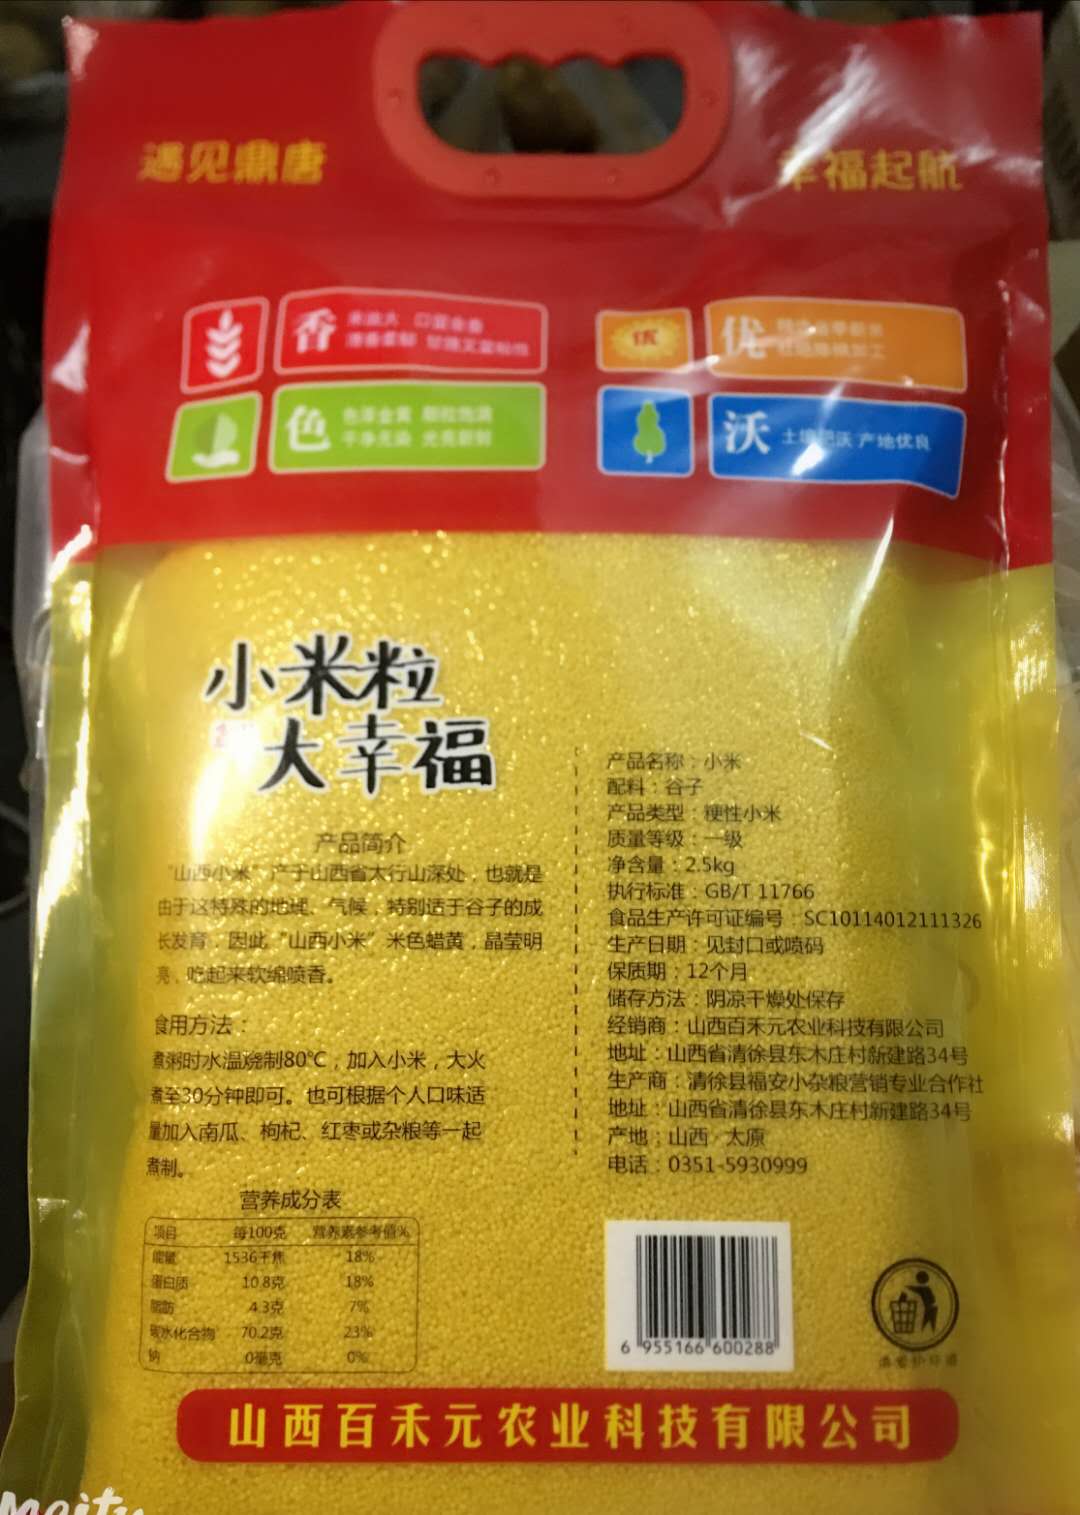 遇见鼎唐
幸福起航
香
色
色泽金黄 颗粒饱满
优
优
沃
土壤肥沃 产地优良
小米粒
大幸福
产品简介
“山西小米”产于山西省太行山深处，也就是
由于这特殊的地理、气候，特别适于谷子的成
长发育，因此“山西小米”米色蜡黄，晶莹明
亮，吃起来软绵喷香。
食用方法：
煮粥时水温烧制80℃，加入小米，大火
煮至30分钟即可。也可根据个人口味适
量加入南瓜、枸杞、红枣或杂粮等一起
煮制。
营养成分表
项目 每100克 营养素参考值%
能量 1536千焦 18%
蛋白质 10.8克 18%
脂肪 4.3克 7%
碳水化合物 70.2克 23%
钠 0毫克 0%
产品名称：小米
配料：谷子
产品类型：粳性小米
质量等级：一级
净含量：2.5kg
执行标准：GB/T 11766
食品生产许可证编号：SC10114012111326
生产日期：见封口或喷码
保质期：12个月
储存方法：阴凉干燥处保存
经销商：山西百禾元农业科技有限公司
地址：山西省清徐县东木庄村新建路34号
生产商：清徐县福安小杂粮营销专业合作社
地址：山西省清徐县东木庄村新建路34号
产地：山西 太原
电话：0351-5930999
6 955166 600288
山西百禾元农业科技有限公司
Meitu